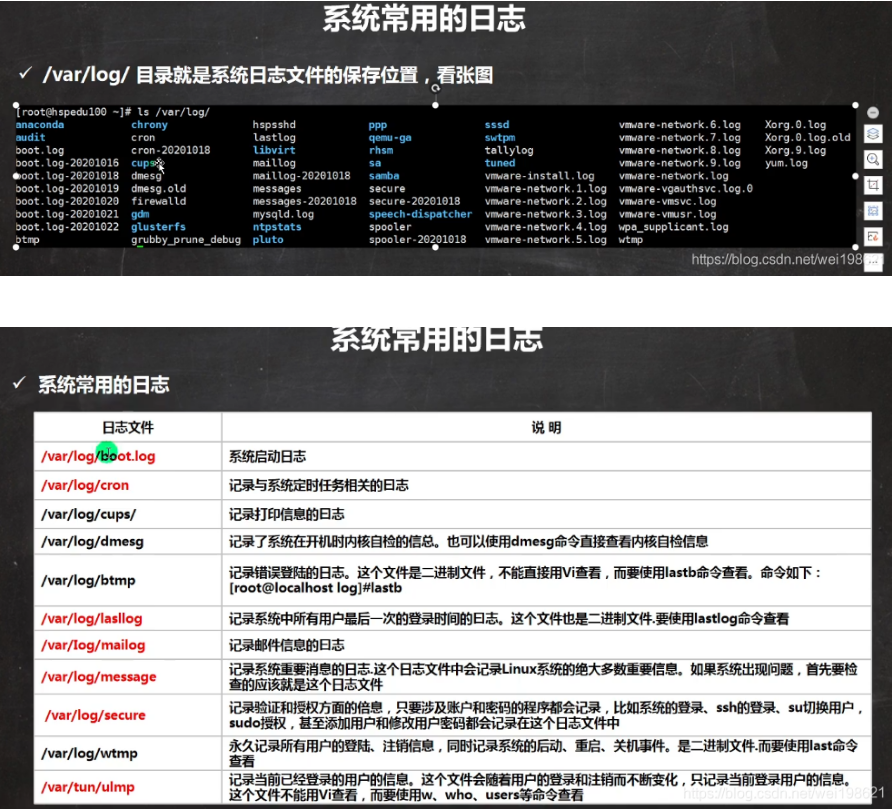 系统常用的日志
✓ /var/log/ 目录就是系统日志文件的保存位置，看张图
[root@hspedu100 ~]# ls /var/log/
anaconda chrony hspsshd ppp sssd vmware-network.6.log Xorg.0.log
audit cron lastlog qemu-ga swtpm vmware-network.7.log Xorg.0.log.old
boot.log cron-20201018 libvirt rhsm tallylog vmware-network.8.log Xorg.9.log
boot.log-20201016 cups maillog sa tuned vmware-network.9.log yum.log
boot.log-20201018 dmesg maillog-20201018 samba vmware-install.log vmware-network.log
boot.log-20201019 dmesg.old messages secure vmware-network.1.log vmware-vgauthsvc.log.0
boot.log-20201020 firewalld messages-20201018 secure-20201018 vmware-network.2.log vmware-vmsvc.log
boot.log-20201021 gdm mysqld.log speech-dispatcher vmware-network.3.log vmware-vmusr.log
boot.log-20201022 glusterfs ntpstats spooler vmware-network.4.log wpa_supplicant.log
btmp grubby_prune_debug pluto spooler-20201018 vmware-network.5.log wtmp
https://blog.csdn.net/wei198621
系统常用的日志
✓ 系统常用的日志
日志文件 说 明
/var/log/boot.log 系统启动日志
/var/log/cron 记录与系统定时任务相关的日志
/var/log/cups/ 记录打印信息的日志
/var/log/dmesg 记录了系统在开机时内核自检的信总。也可以使用dmesg命令直接查看内核自检信息
/var/log/btmp 记录错误登陆的日志。这个文件是二进制文件，不能直接用Vi查看，而要使用lastb命令查看。命令如下：
[root@localhost log]#lastb
/var/log/lasllog 记录系统中所有用户最后一次的登录时间的日志。这个文件也是二进制文件.要使用lastlog命令查看
/var/Iog/mailog 记录邮件信息的日志
/var/log/message 记录系统重要消息的日志.这个日志文件中会记录Linux系统的绝大多数重要信息。如果系统出现问题，首先要检
查的应该就是这个日志文件
/var/log/secure 记录验证和授权方面的倌息，只要涉及账户和密码的程序都会记录，比如系统的登录、ssh的登录、su切换用户，
sudo授权，甚至添加用户和修改用户密码都会记录在这个日志文件中
/var/log/wtmp 永久记录所有用户的登陆、注销信息，同时记录系统的后动、重启、关机事件。是二进制文件.而要使用last命令
查看
/var/tun/ulmp 记录当前已经登录的用户的信息。这个文件会随着用户的登录和注销而不断变化，只记录当前登录用户的信息。
这个文件不能用Vi查看，而要使用w、who、users等命令查看
https://blog.csdn.net/wei198621